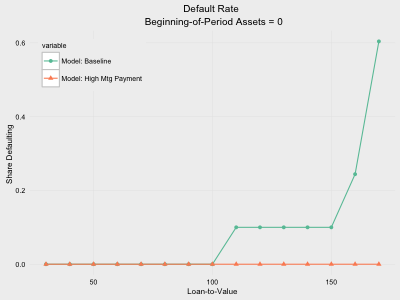 Default Rate
Beginning-of-Period Assets = 0
variable
Model: Baseline
Model: High Mtg Payment
Share Defaulting
0.6
0.4
0.2
0.0
50
100
150
Loan-to-Value